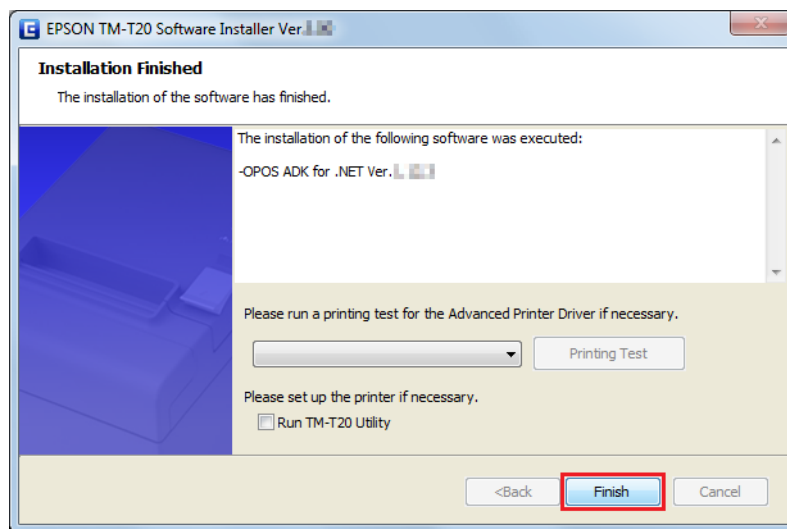 EPSON TM-T20 Software Installer Ver.
Installation Finished
The installation of the software has finished.
The installation of the following software was executed:
-OPOS ADK for .NET Ver.
Please run a printing test for the Advanced Printer Driver if necessary.
Printing Test
Please set up the printer if necessary.
Run TM-T20 Utility
<Back
Finish
Cancel